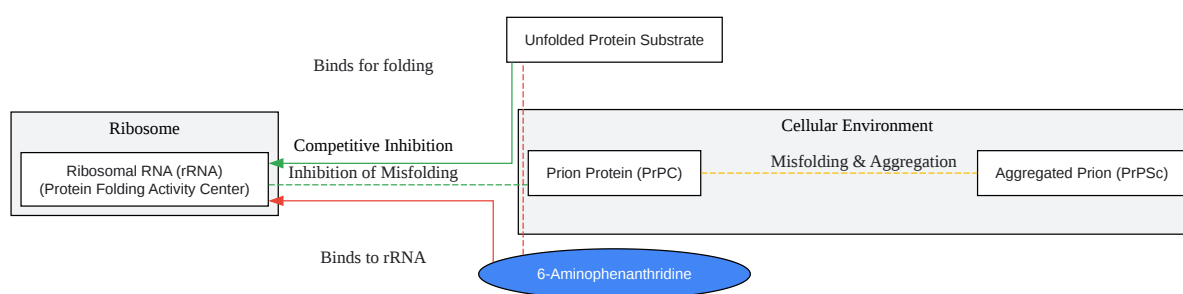 Unfolded Protein Substrate
Binds for folding
Ribosome
Cellular Environment
Competitive Inhibition
Ribosomal RNA (rRNA)
(Protein Folding Activity Center)
Inhibition of Misfolding
Prion Protein (PrPC)
Misfolding & Aggregation
Aggregated Prion (PrPSc)
Binds to rRNA
6-Aminophenanthridine